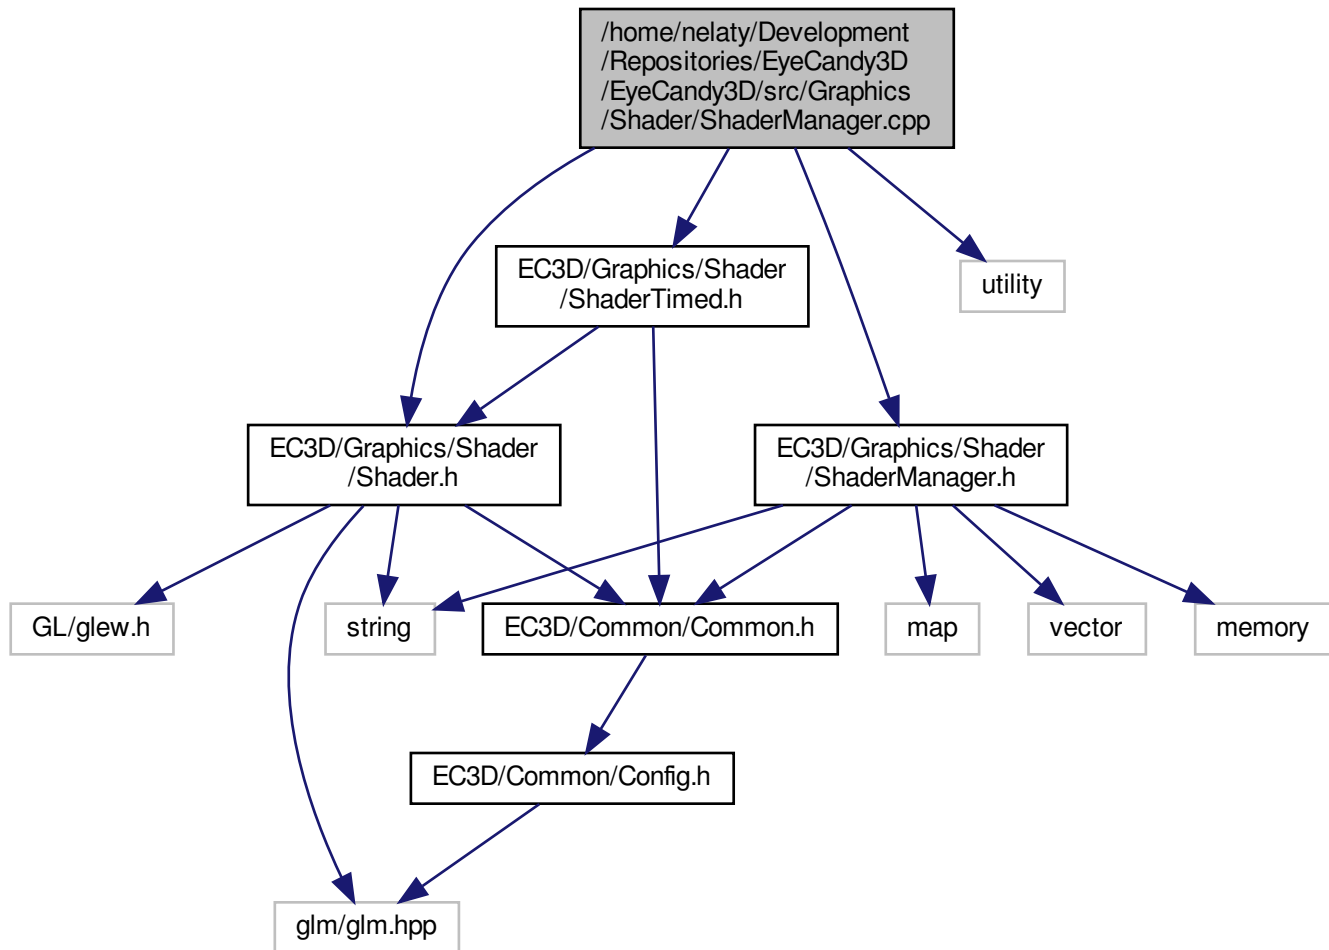 /home/nelaty/Development
/Repositories/EyeCandy3D
/EyeCandy3D/src/Graphics
/Shader/ShaderManager.cpp
EC3D/Graphics/Shader
/ShaderTimed.h
utility
EC3D/Graphics/Shader
/Shader.h
EC3D/Graphics/Shader
/ShaderManager.h
GL/glew.h
string
EC3D/Common/Common.h
map
vector
memory
EC3D/Common/Config.h
glm/glm.hpp